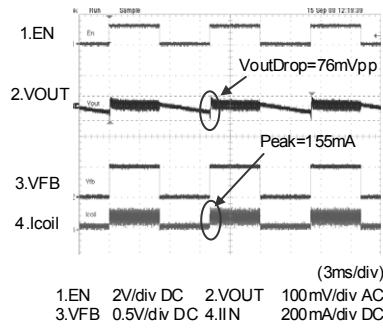 Run Sample 15 Sep 09 12:19:39
1.EN
En
VoutDrop=76mVpp
2.VOUT
Vout
Peak=155mA
3.VFB
Vfb
4.Icoil
Icoil
(3ms/div)
1.EN 2V/div DC 2.VOUT 100mV/div AC
3.VFB 0.5V/div DC 4.IIN 200mA/div DC